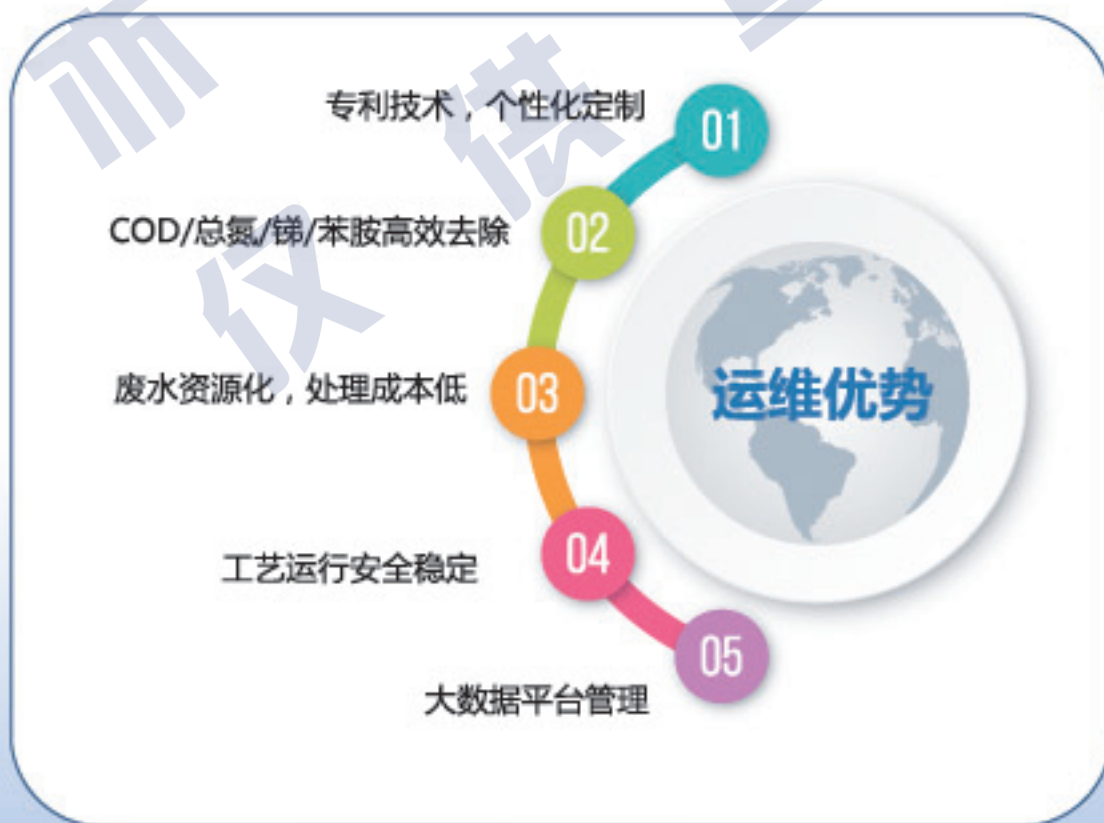 专利技术，个性化定制
01
COD/总氮/锑/苯胺高效去除
02
废水资源化，处理成本低
03
运维优势
工艺运行安全稳定
04
大数据平台管理
05
仅供